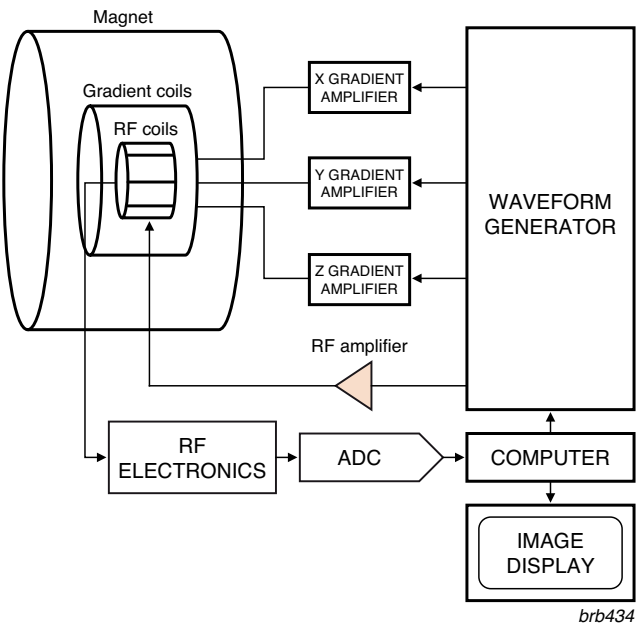 Magnet
Gradient coils
RF coils
X GRADIENT
AMPLIFIER
Y GRADIENT
AMPLIFIER
Z GRADIENT
AMPLIFIER
WAVEFORM
GENERATOR
RF amplifier
RF
ELECTRONICS
ADC
COMPUTER
IMAGE
DISPLAY
brb434